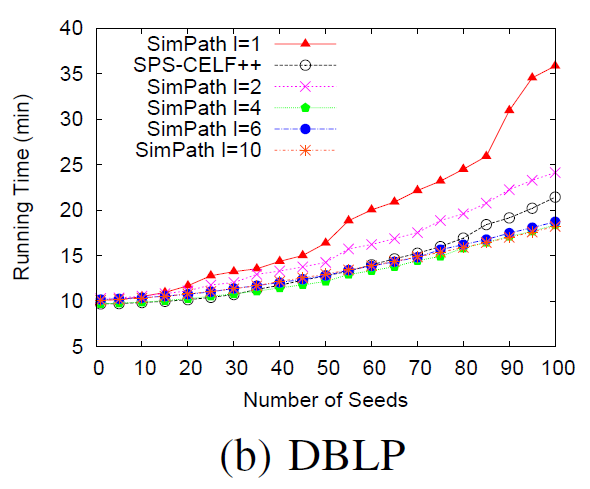 40
35
30
25
20
15
10
5
Running Time (min)
SimPath l=1
SPS-CELF++
SimPath l=2
SimPath l=4
SimPath l=6
SimPath l=10
0 10 20 30 40 50 60 70 80 90 100
Number of Seeds
(b) DBLP